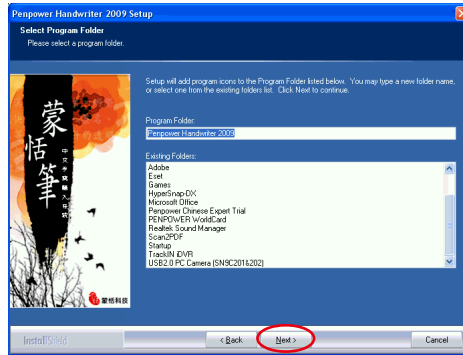 Penpower Handwriter 2009 Setup
Select Program Folder
Please select a program folder.
Setup will add program icons to the Program Folder listed below. You may type a new folder name,
or select one from the existing folders list. Click Next to continue.
Program Folder:
Penpower Handwriter 2009
Existing Folders:
Adobe
Eset
Games
HyperSnap-DX
Microsoft Office
Penpower Chinese Expert Trial
PENPOWER WorldCard
Realtek Sound Manager
Scan2PDF
Startup
TrackIN iDVR
USB2.0 PC Camera (SN9C201&202)
蒙恬筆
中文手寫輸入系統
蒙恬科技
InstallShield
< Back
Next >
Cancel